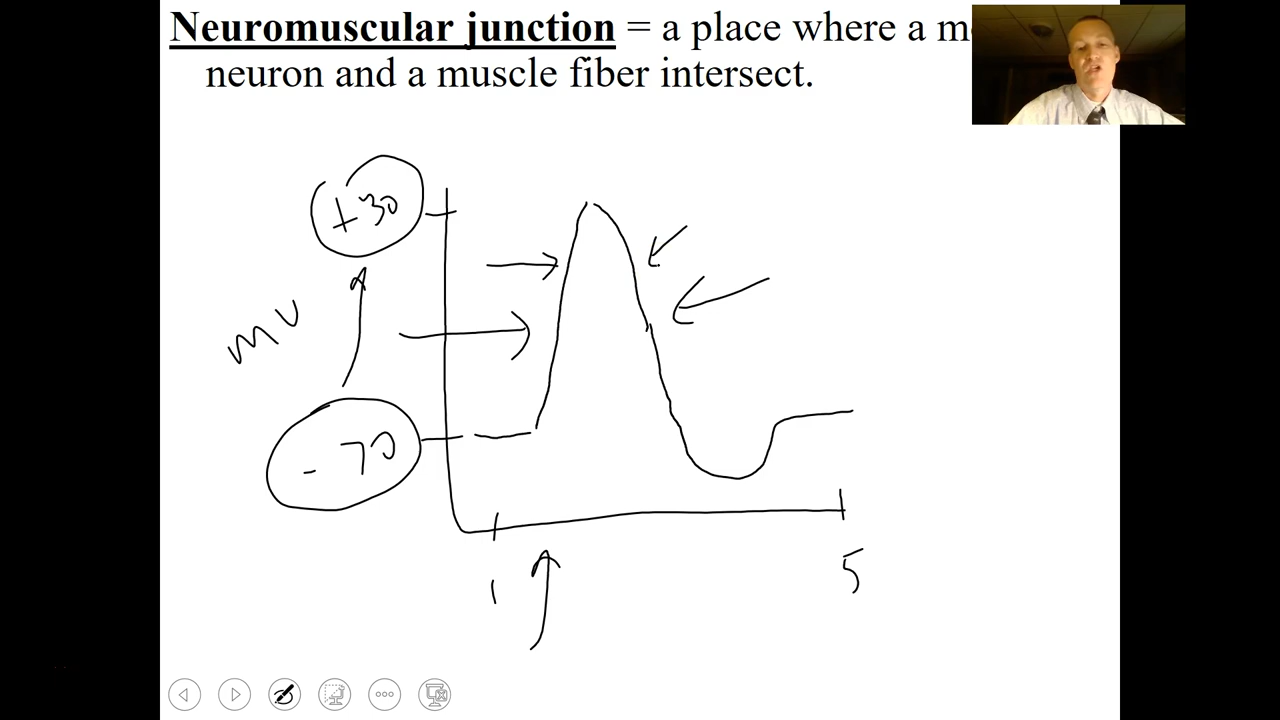 Neuromuscular junction = a place where a m
neuron and a muscle fiber intersect.
+30
mv
- 70
1
5